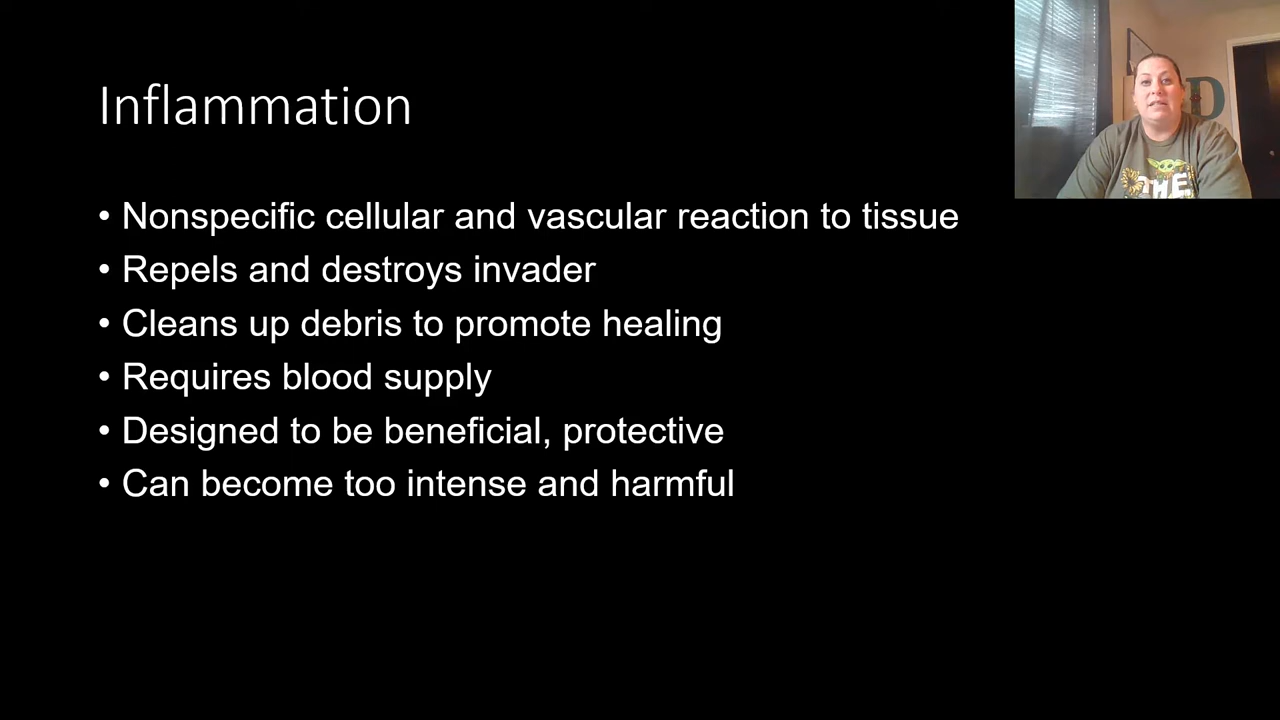 Inflammation
• Nonspecific cellular and vascular reaction to tissue
• Repels and destroys invader
• Cleans up debris to promote healing
• Requires blood supply
• Designed to be beneficial, protective
• Can become too intense and harmful
D
THE